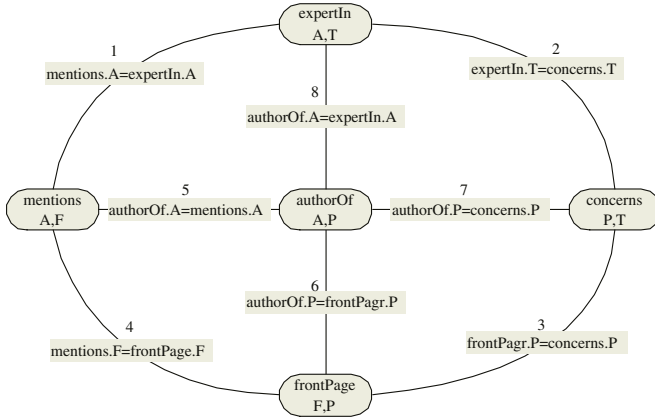 expertIn
A,T
1
mentions.A=expertIn.A
2
expertIn.T=concerns.T
8
authorOf.A=expertIn.A
mentions
A,F
5
authorOf.A=mentions.A
authorOf
A,P
7
authorOf.P=concerns.P
concerns
P,T
6
authorOf.P=frontPagr.P
4
mentions.F=frontPage.F
3
frontPagr.P=concerns.P
frontPage
F,P